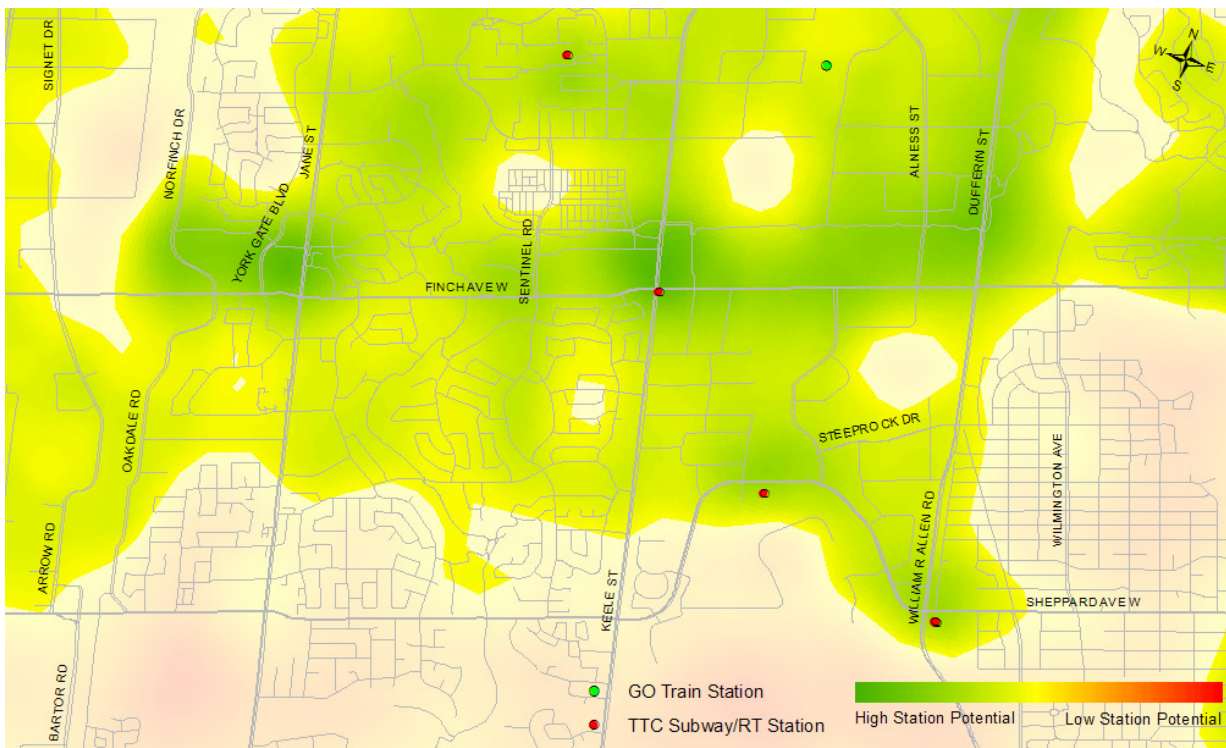 SIGNET DR
NORFINCH DR
JANE ST
YORK GATE BLVD
ALNESS ST
DUFFERIN ST
N
W
E
S
FINCH AVE W
SENTINEL RD
OAKDALE RD
STEEPROCK DR
WILMINGTON AVE
ARROW RD
KEELE ST
WILLIAM R ALLEN RD
SHEPPARD AVE W
BARTOR RD
GO Train Station
TTC Subway/RT Station
High Station Potential
Low Station Potential